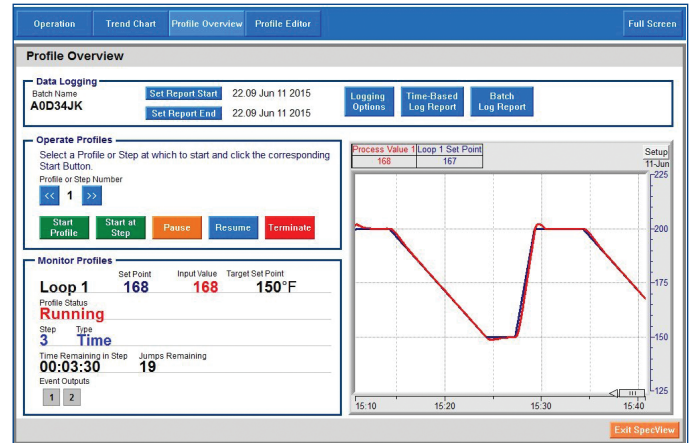 Operation Trend Chart Profile Overview Profile Editor Full Screen
Profile Overview
Data Logging
Batch Name
A0D34JK
Set Report Start 22.09 Jun 11 2015
Set Report End 22.09 Jun 11 2015
Logging Options
Time-Based Log Report
Batch Log Report
Operate Profiles
Select a Profile or Step at which to start and click the corresponding
Start Button.
Profile or Step Number
<< 1 >>
Start Profile
Start at Step
Pause
Resume
Terminate
Monitor Profiles
Set Point Input Value Target Set Point
Loop 1 168 168 150°F
Profile Status
Running
Step Type
3 Time
Time Remaining in Step Jumps Remaining
00:03:30 19
Event Outputs
1 2
Process Value 1 Loop 1 Set Point
168 167
Setup
11-Jun
225
200
175
150
125
15:10 15:20 15:30 15:40
Exit SpecView